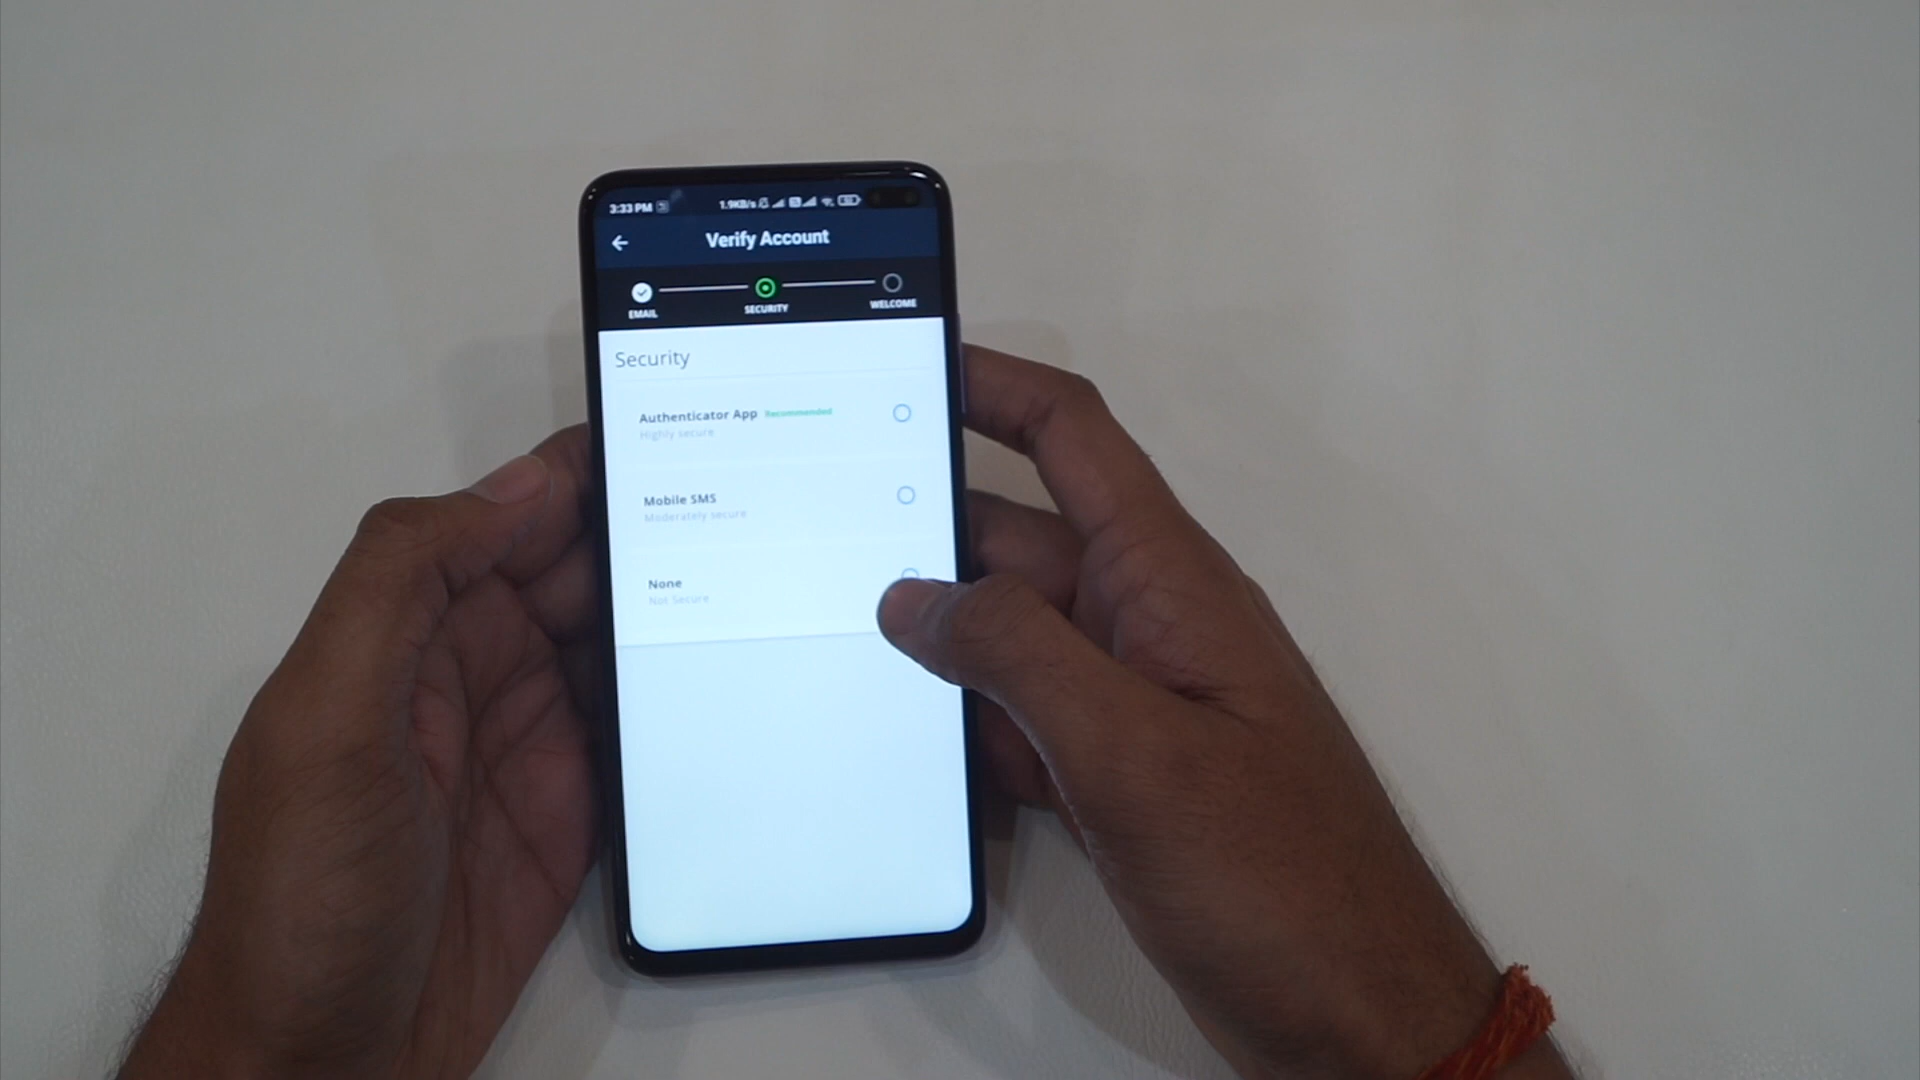 3:33 PM 1.9KB/s
Verify Account
EMAIL SECURITY WELCOME
Security
Authenticator App Recommended
Highly secure
Mobile SMS
Moderately secure
None
Not Secure